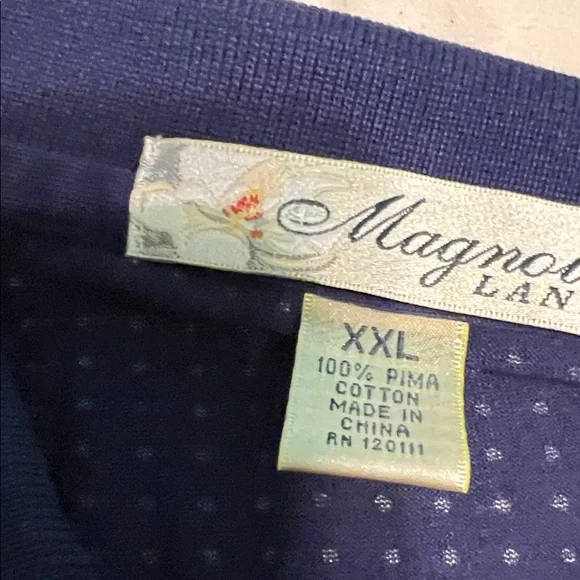 Magnol
LAN
XXL
100% PIMA
COTTON
MADE IN
CHINA
RN 120111